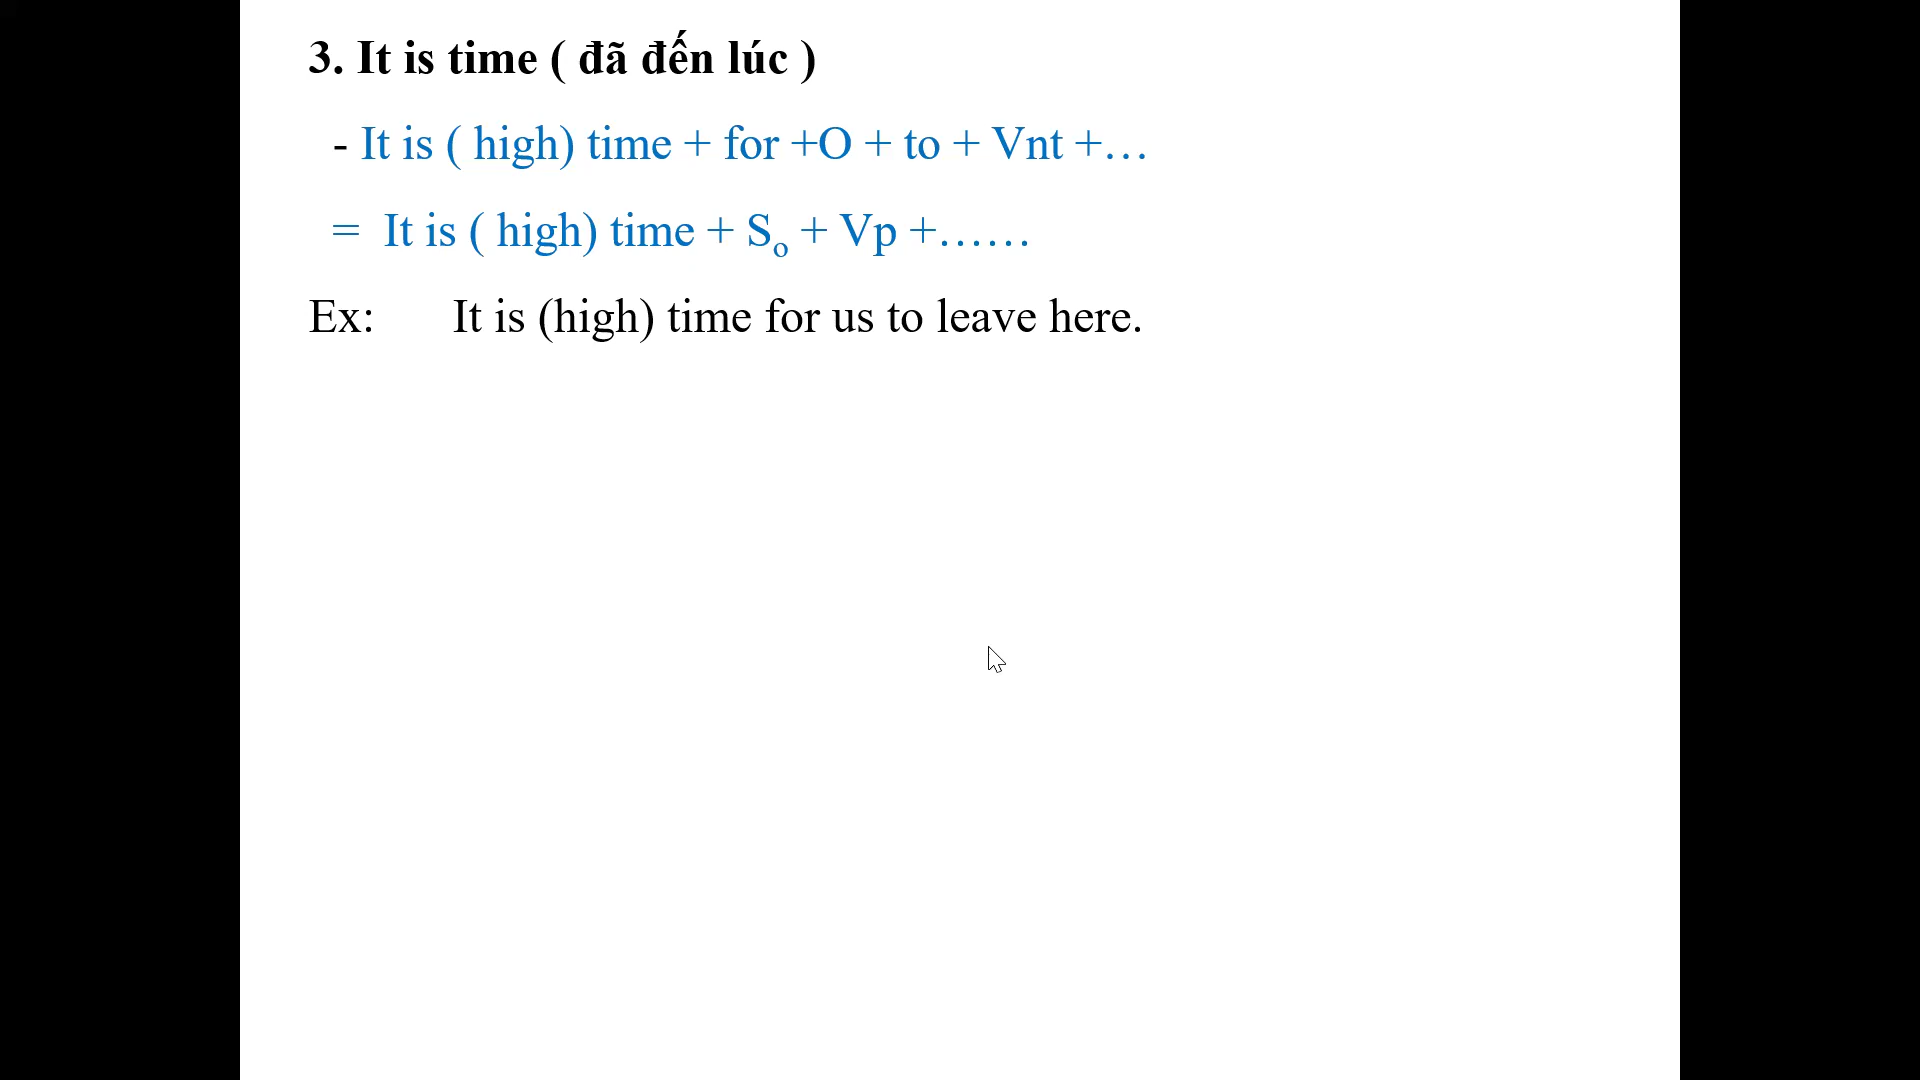 3. It is time ( đã đến lúc )
- It is ( high) time + for +O + to + Vnt +…
= It is ( high) time + So + Vp +……
Ex: It is (high) time for us to leave here.